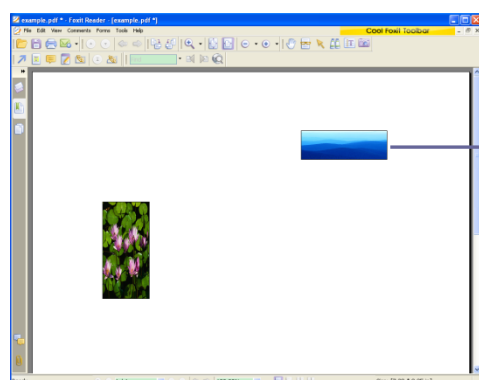 example.pdf * - Foxit Reader - [example.pdf *]
File Edit View Comments Forms Tools Help
Cool Foxit Toolbar